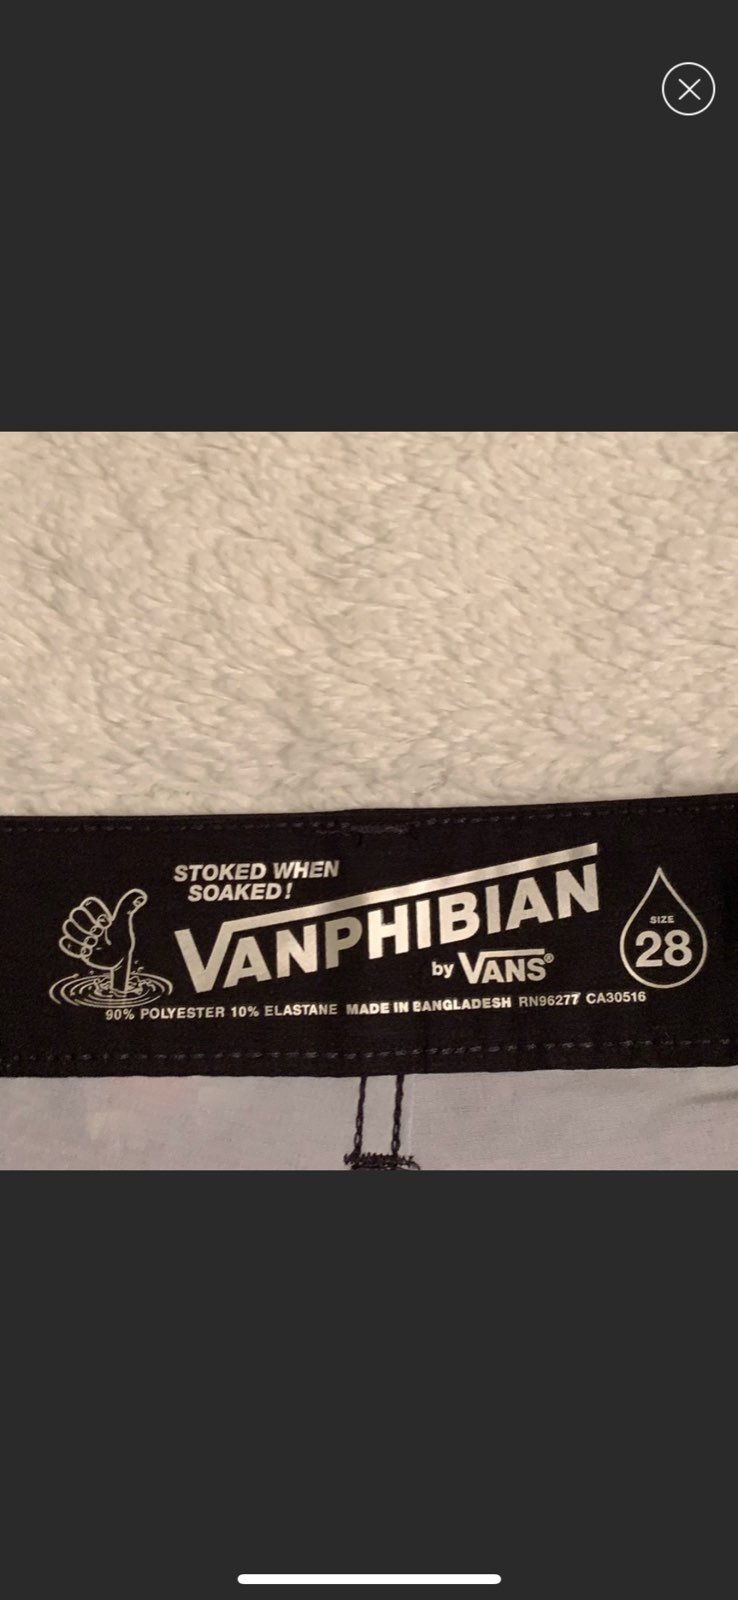 STOKED WHEN
SOAKED!
VANPHIBIAN
by VANS®
SIZE
28
90% POLYESTER 10% ELASTANE MADE IN BANGLADESH RN96277 CA30516